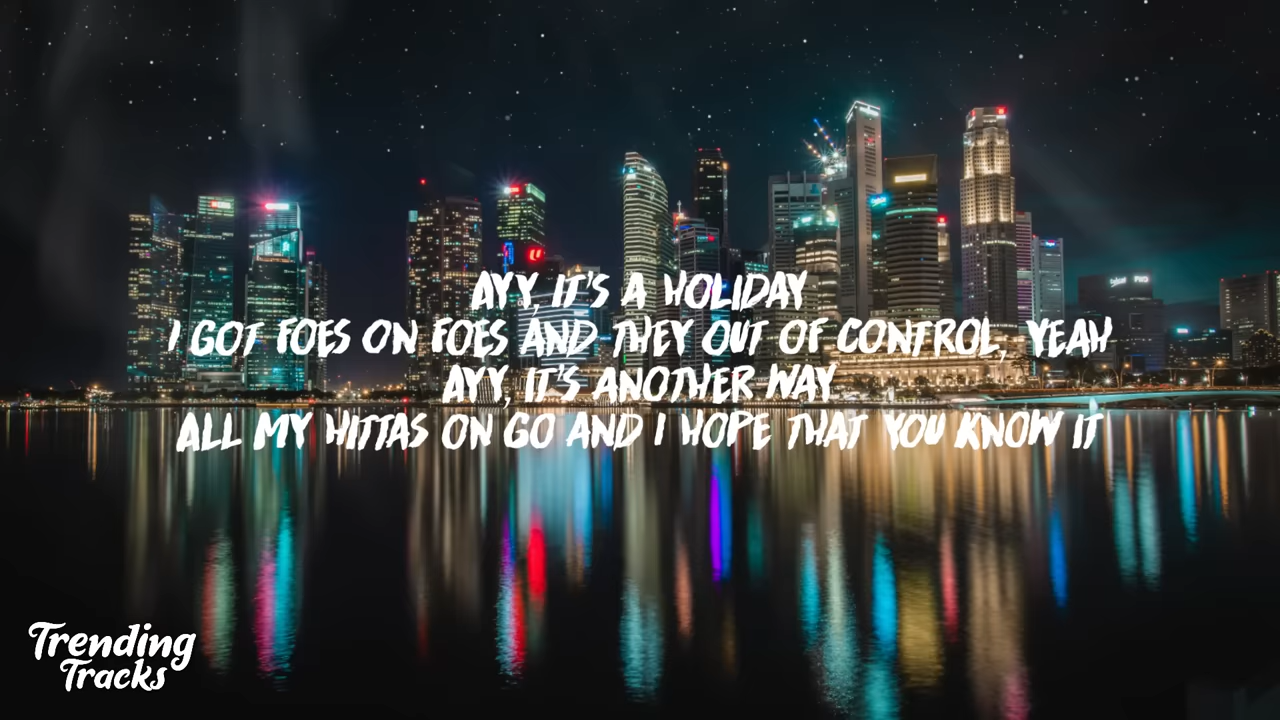 AYY, IT'S A HOLIDAY
I GOT FOES ON FOES AND THEY OUT OF CONTROL, YEAH
AYY, IT'S ANOTHER WAY
ALL MY HITTAS ON GO AND I HOPE THAT YOU KNOW IT
Trending
Tracks